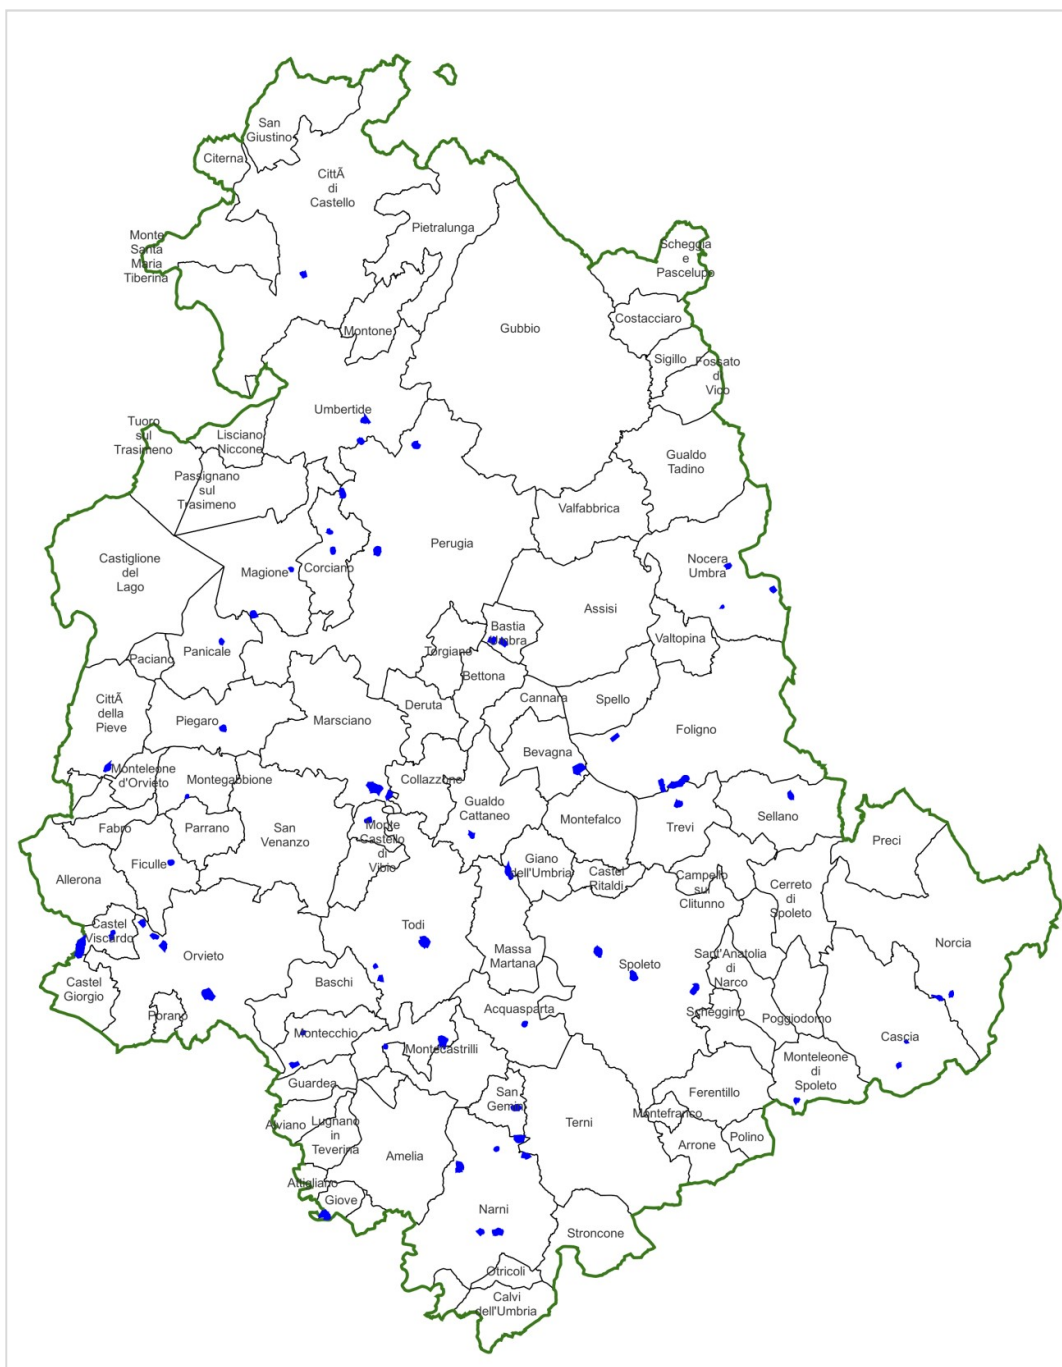 San
Giustino
Citerna
CittÃ
di
Castello
Pietralunga
Monte
Santa
Maria
Tiberina
Scheggia
e
Pascelupo
Costacciaro
Gubbio
Montone
Sigillo
Fossato
di
Vico
Umbertide
Tuoro
sul
Trasimeno
Lisciano
Niccone
Gualdo
Tadino
Passignano
sul
Trasimeno
Valfabbrica
Perugia
Castiglione
del
Lago
Magione
Corciano
Nocera
Umbra
Assisi
Bastia
Umbra
Valtopina
Torgiano
Panicale
Paciano
Bettona
CittÃ
della
Pieve
Piegaro
Marsciano
Deruta
Cannara
Spello
Foligno
Bevagna
Monteleone
d'Orvieto
Montegabbione
Collazzone
Gualdo
Cattaneo
Montefalco
Trevi
Sellano
Fabro
Parrano
San
Venanzo
Monte
Castello
di
Vibio
Preci
Ficulle
Giano
dell'Umbria
Castel
Ritaldi
Campello
sul
Clitunno
Cerreto
di
Spoleto
Allerona
Castel
Viscardo
Orvieto
Todi
Massa
Martana
Spoleto
Sant'Anatolia
di
Narco
Norcia
Castel
Giorgio
Baschi
Porano
Acquasparta
Scheggino
Poggiodomo
Montecchio
Montecastrilli
Cascia
Monteleone
di
Spoleto
Guardea
San
Gemini
Ferentillo
Alviano
Lugnano
in
Teverina
Terni
Montefranco
Arrone
Polino
Amelia
Attigliano
Giove
Narni
Stroncone
Otricoli
Calvi
dell'Umbria